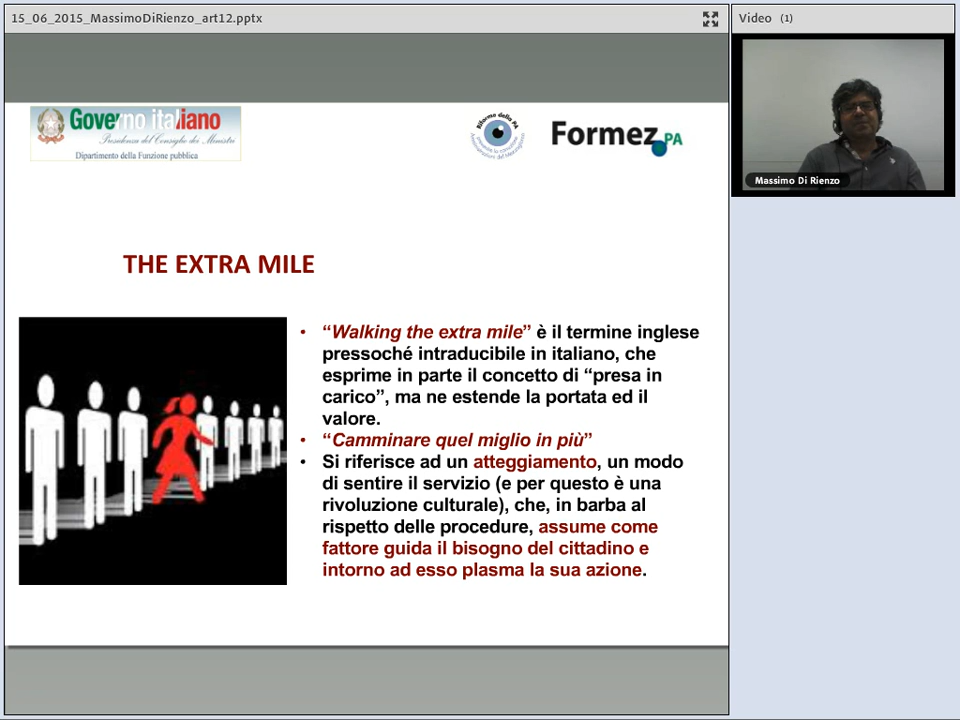 15_06_2015_MassimoDiRienzo_art12.pptx
Video (1)
Governo italiano
Presidenza del Consiglio dei Ministri
Dipartimento della Funzione pubblica
Riforme della PA
Formez PA
Massimo Di Rienzo
THE EXTRA MILE
• “Walking the extra mile” è il termine inglese
pressoché intraducibile in italiano, che
esprime in parte il concetto di “presa in
carico”, ma ne estende la portata ed il
valore.
• “Camminare quel miglio in più”
• Si riferisce ad un atteggiamento, un modo
di sentire il servizio (e per questo è una
rivoluzione culturale), che, in barba al
rispetto delle procedure, assume come
fattore guida il bisogno del cittadino e
intorno ad esso plasma la sua azione.